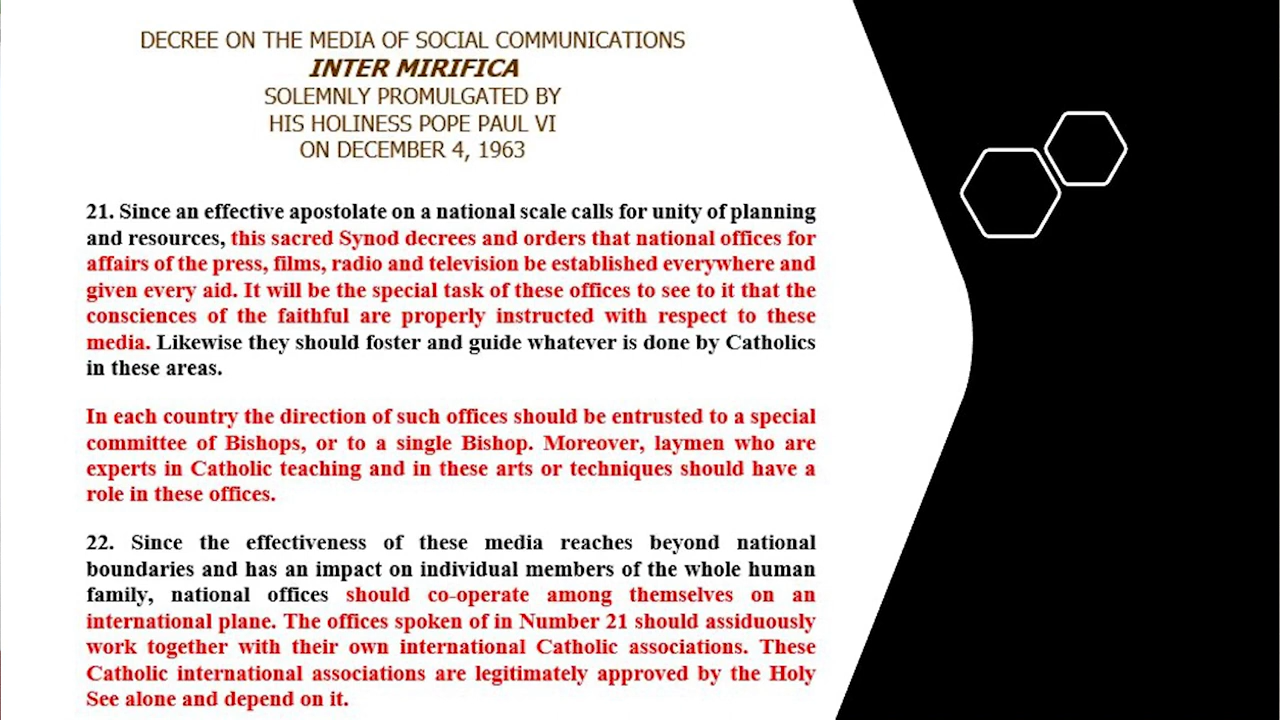 DECREE ON THE MEDIA OF SOCIAL COMMUNICATIONS
INTER MIRIFICA
SOLEMNLY PROMULGATED BY
HIS HOLINESS POPE PAUL VI
ON DECEMBER 4, 1963
21. Since an effective apostolate on a national scale calls for unity of planning
and resources, this sacred Synod decrees and orders that national offices for
affairs of the press, films, radio and television be established everywhere and
given every aid. It will be the special task of these offices to see to it that the
consciences of the faithful are properly instructed with respect to these
media. Likewise they should foster and guide whatever is done by Catholics
in these areas.
In each country the direction of such offices should be entrusted to a special
committee of Bishops, or to a single Bishop. Moreover, laymen who are
experts in Catholic teaching and in these arts or techniques should have a
role in these offices.
22. Since the effectiveness of these media reaches beyond national
boundaries and has an impact on individual members of the whole human
family, national offices should co-operate among themselves on an
international plane. The offices spoken of in Number 21 should assiduously
work together with their own international Catholic associations. These
Catholic international associations are legitimately approved by the Holy
See alone and depend on it.